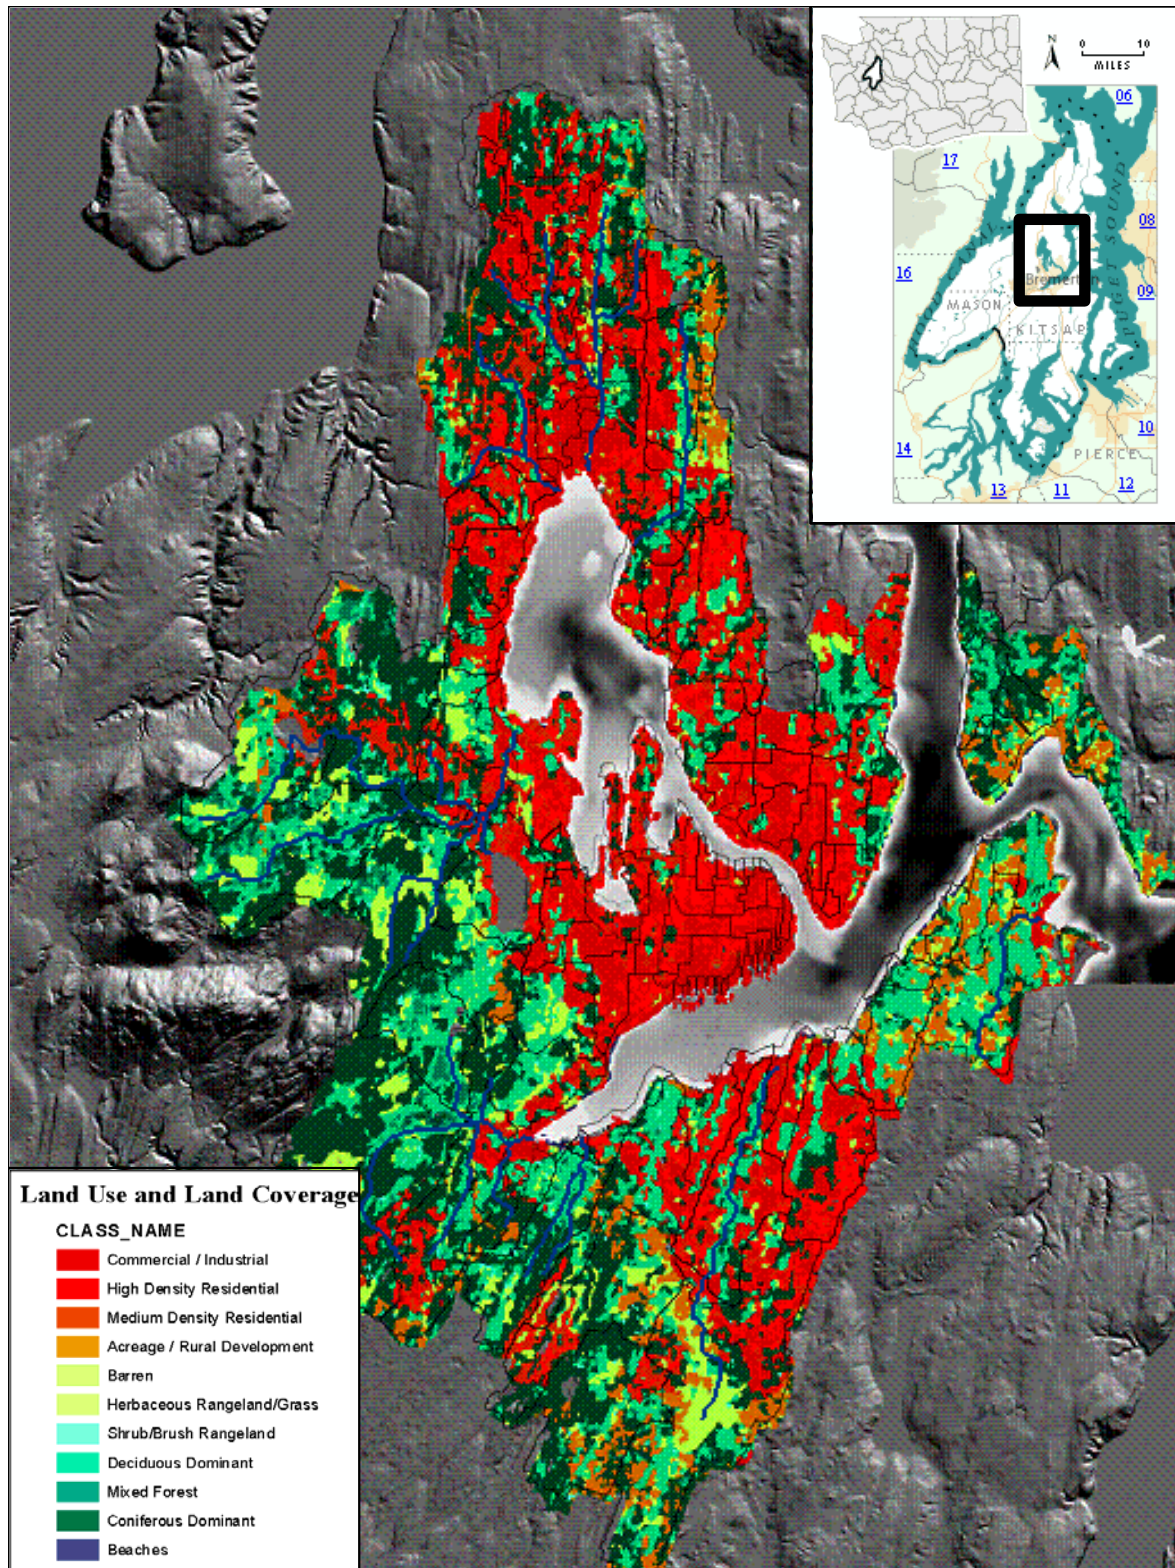 N
0 10
MILES
06
17
SOUND
08
16
Bremerton
09
MASON
PUGET
KITSAP
10
14
PIERCE
13
11
12
Land Use and Land Coverage
CLASS_NAME
Commercial / Industrial
High Density Residential
Medium Density Residential
Acreage / Rural Development
Barren
Herbaceous Rangeland/Grass
Shrub/Brush Rangeland
Deciduous Dominant
Mixed Forest
Coniferous Dominant
Beaches